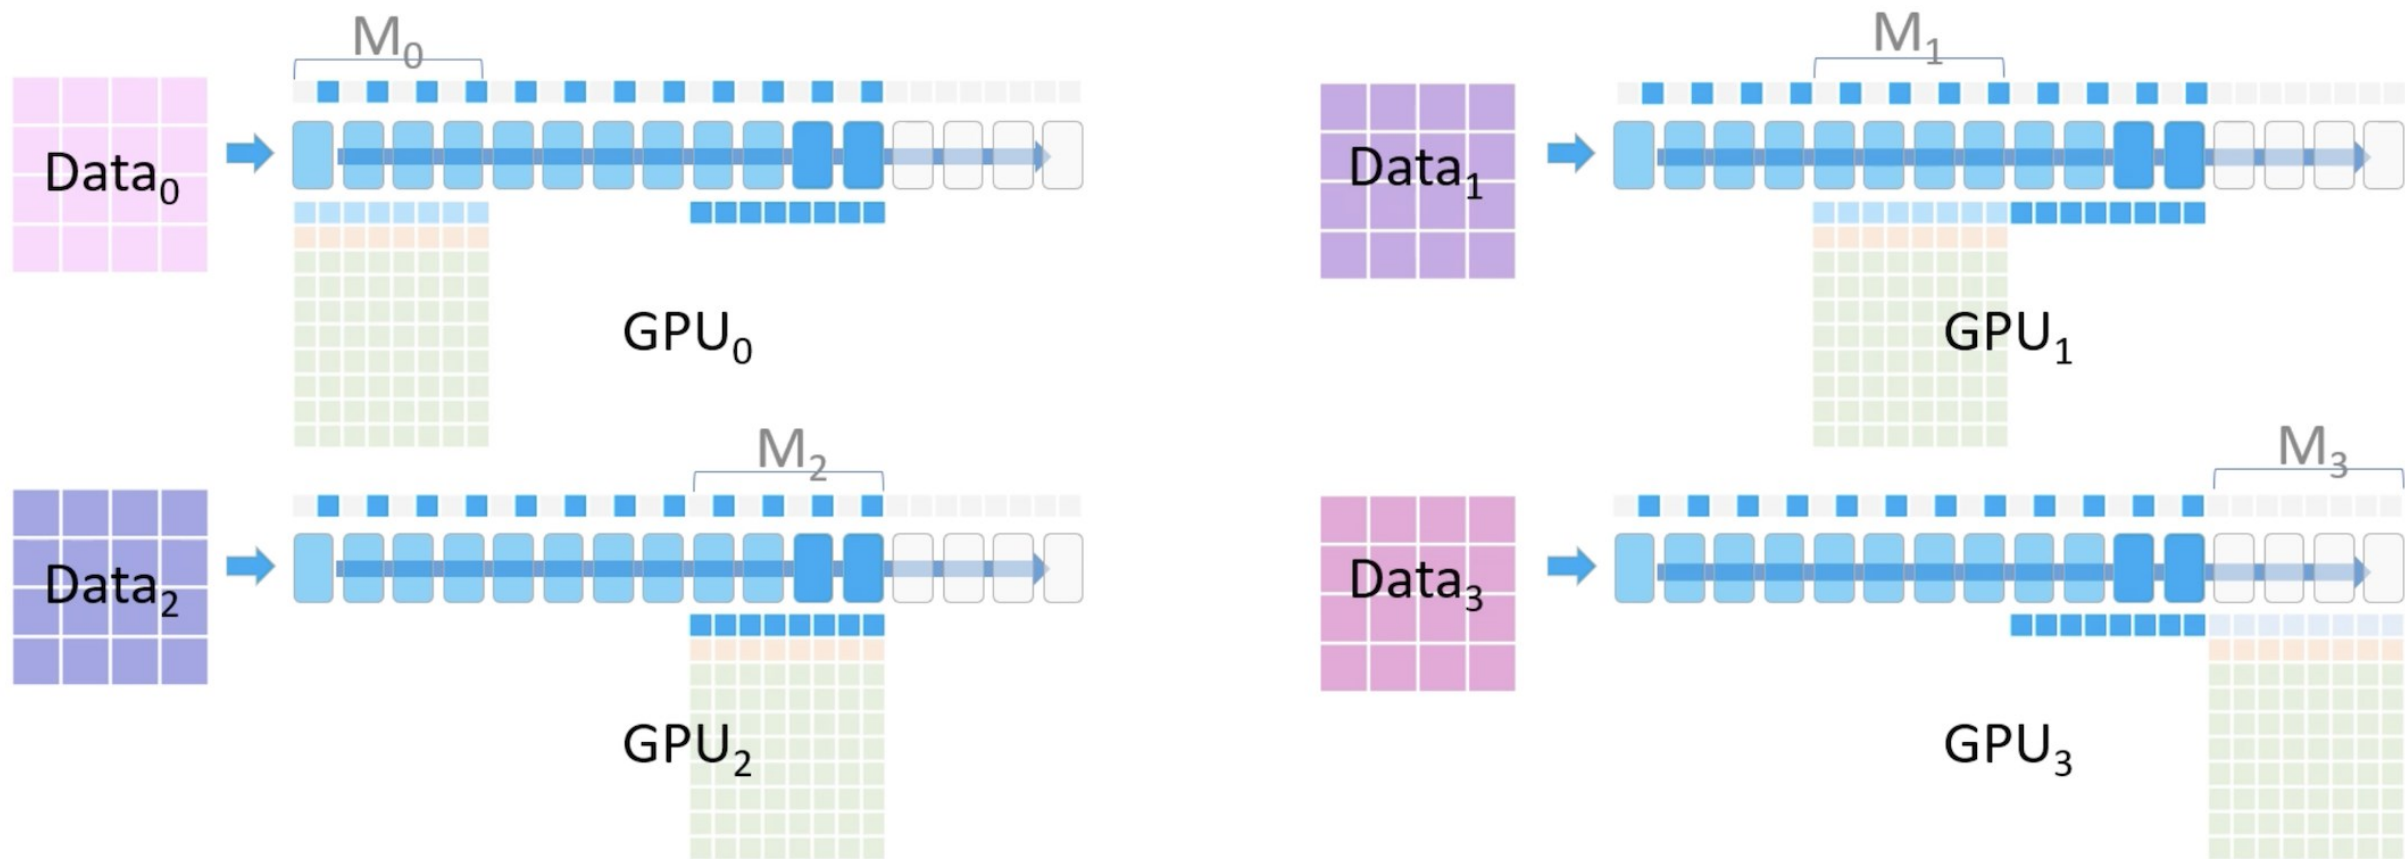 M₀
Data₀
GPU₀
M₁
Data₁
GPU₁
M₂
Data₂
GPU₂
M₃
Data₃
GPU₃